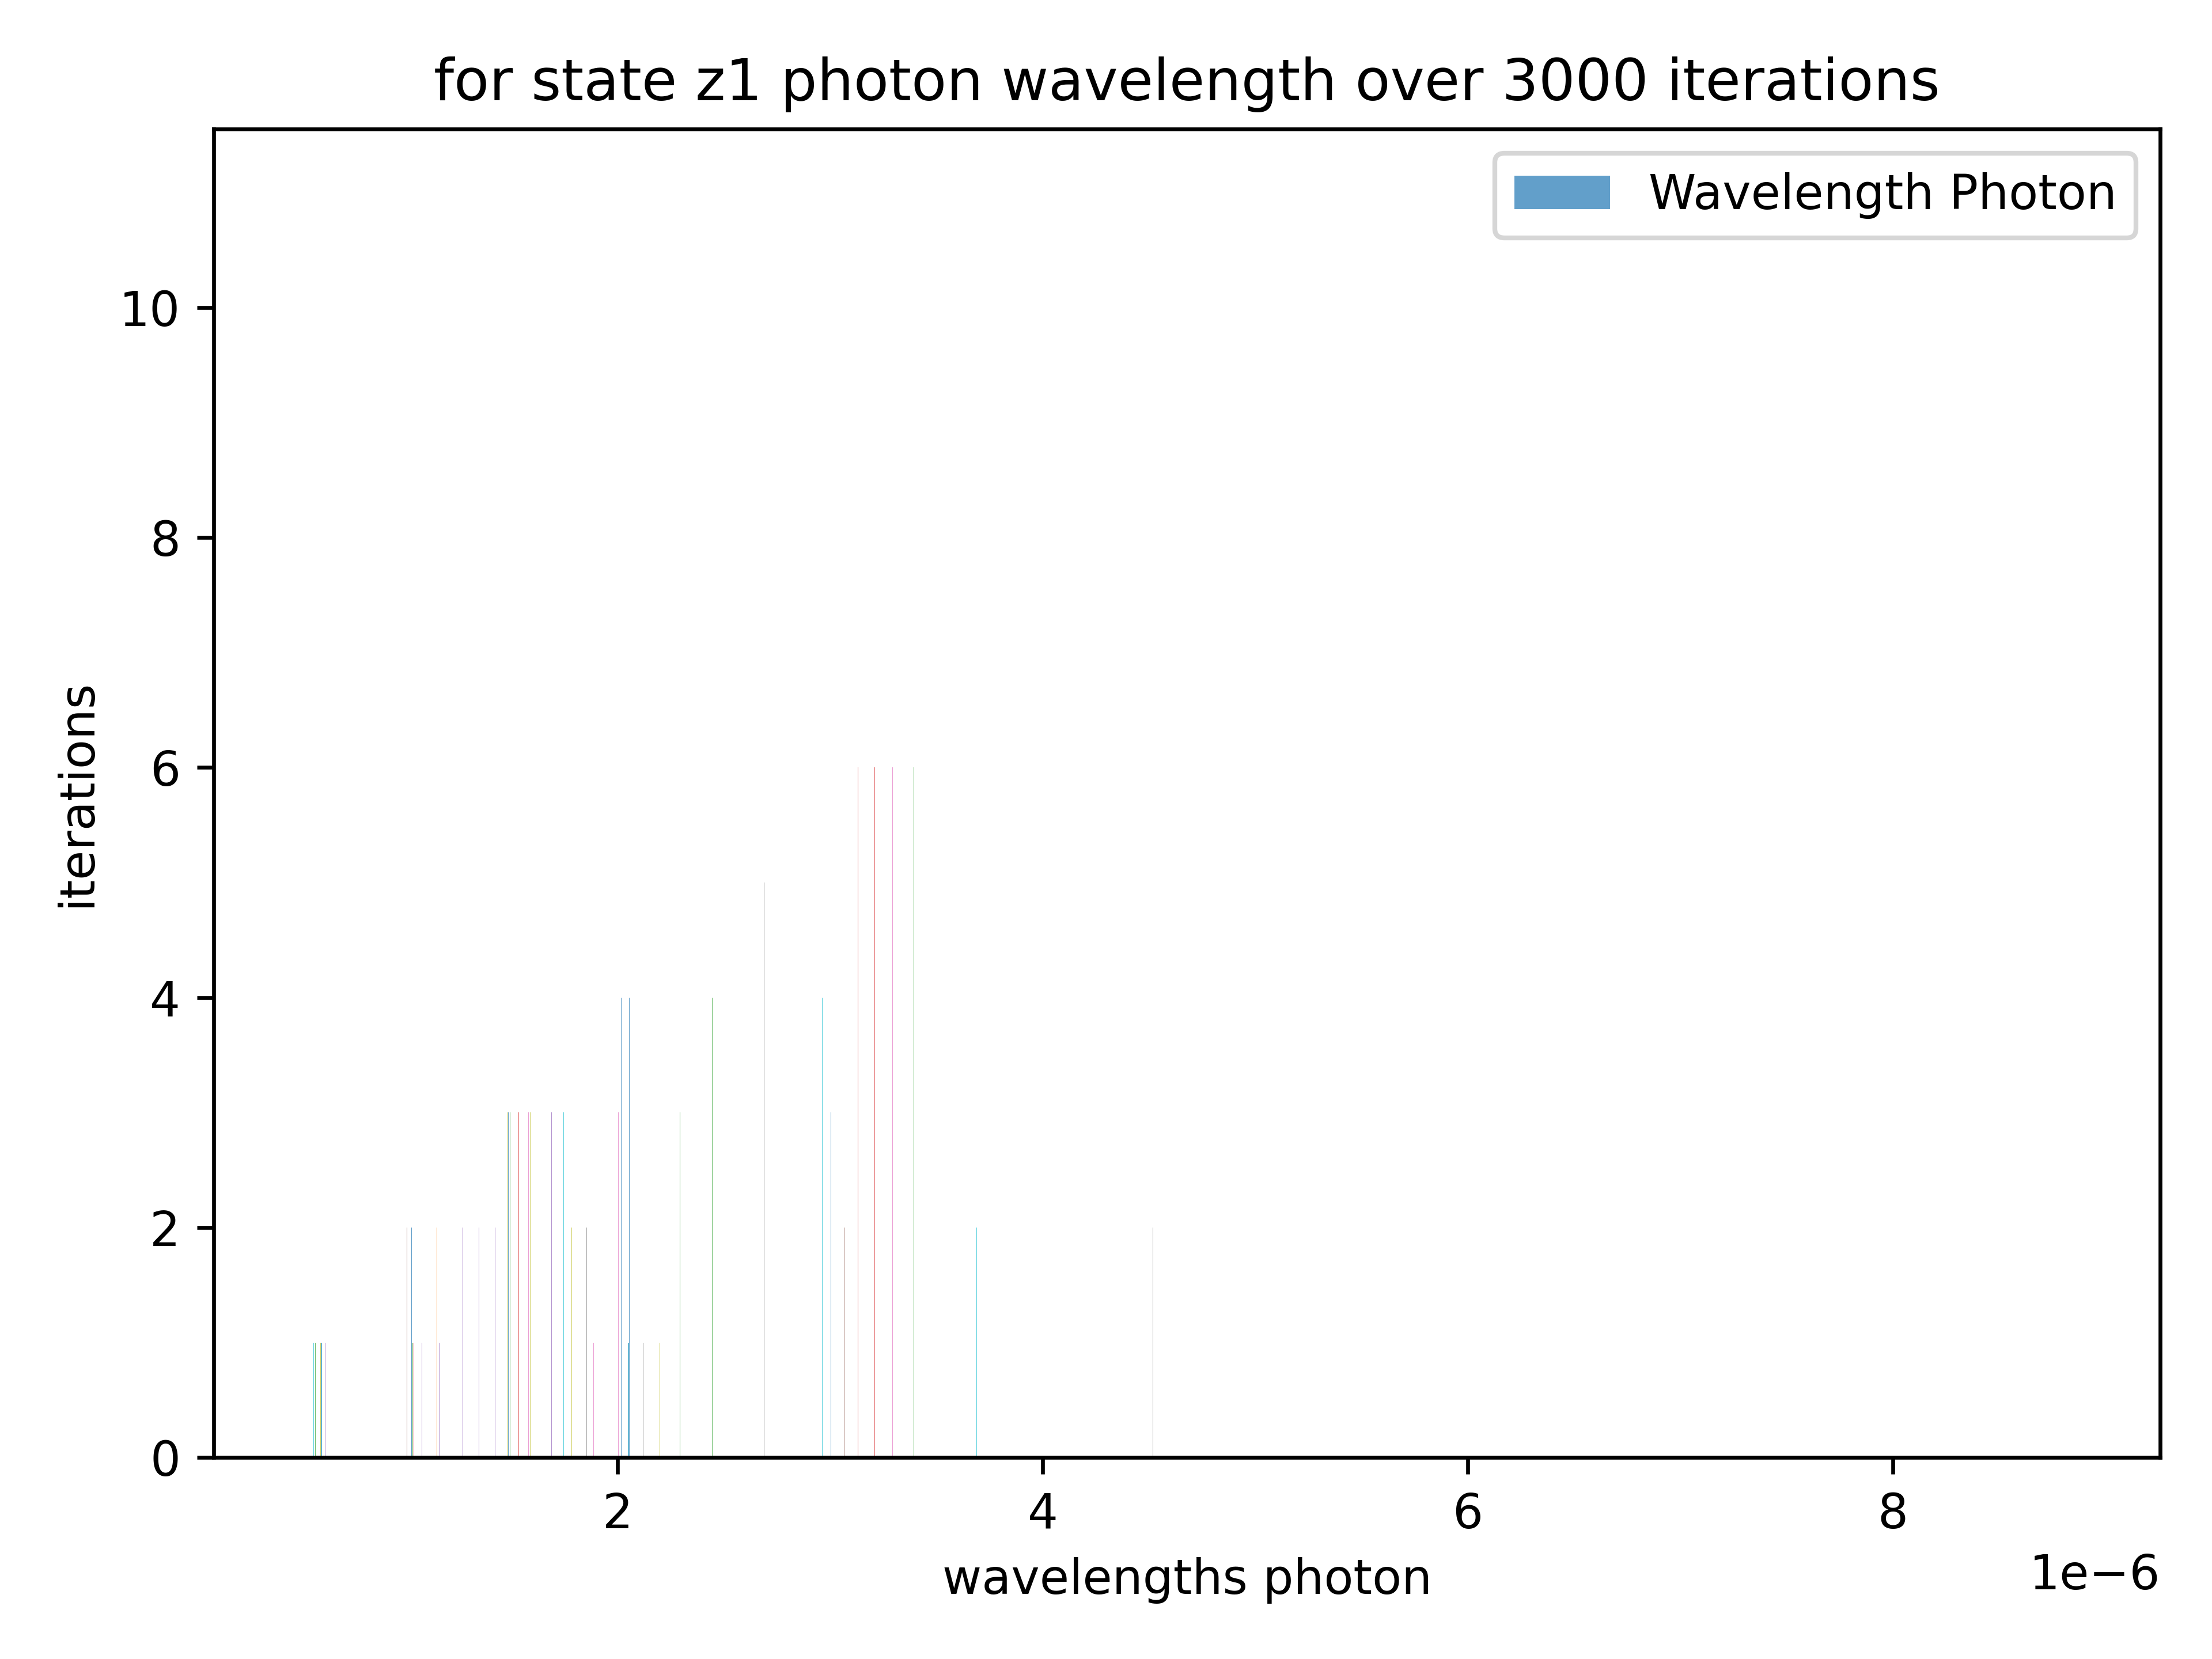 for state z1 photon wavelength over 3000 iterations
Wavelength Photon
10
8
6
4
2
0
iterations
2 4 6 8
wavelengths photon
1e−6